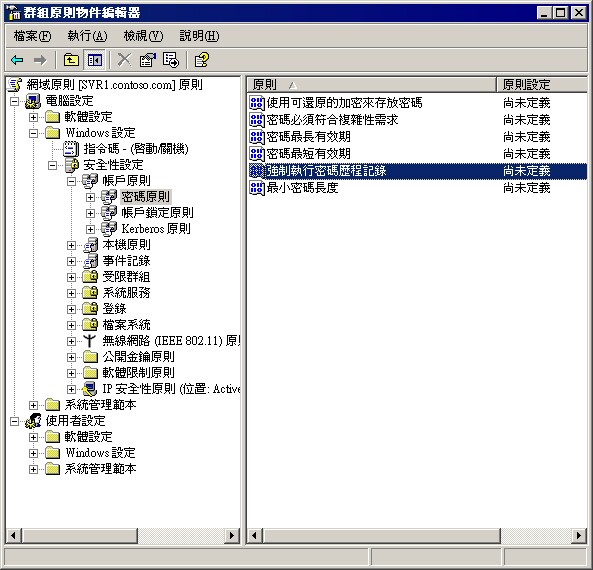 群組原則物件編輯器
檔案(F) 執行(A) 檢視(V) 說明(H)
網域原則 [SVR1.contoso.com] 原則
電腦設定
軟體設定
Windows 設定
指令碼 - (啓動/關機)
安全性設定
帳戶原則
密碼原則
帳戶鎖定原則
Kerberos 原則
本機原則
事件記錄
受限群組
系統服務
登錄
檔案系統
無線網路 (IEEE 802.11) 原則
公開金鑰原則
軟體限制原則
IP 安全性原則 (位置: Active
系統管理範本
使用者設定
軟體設定
Windows 設定
系統管理範本
原則 原則設定
使用可還原的加密來存放密碼 尚未定義
密碼必須符合複雜性需求 尚未定義
密碼最長有效期 尚未定義
密碼最短有效期 尚未定義
強制執行密碼歷程記錄 尚未定義
最小密碼長度 尚未定義